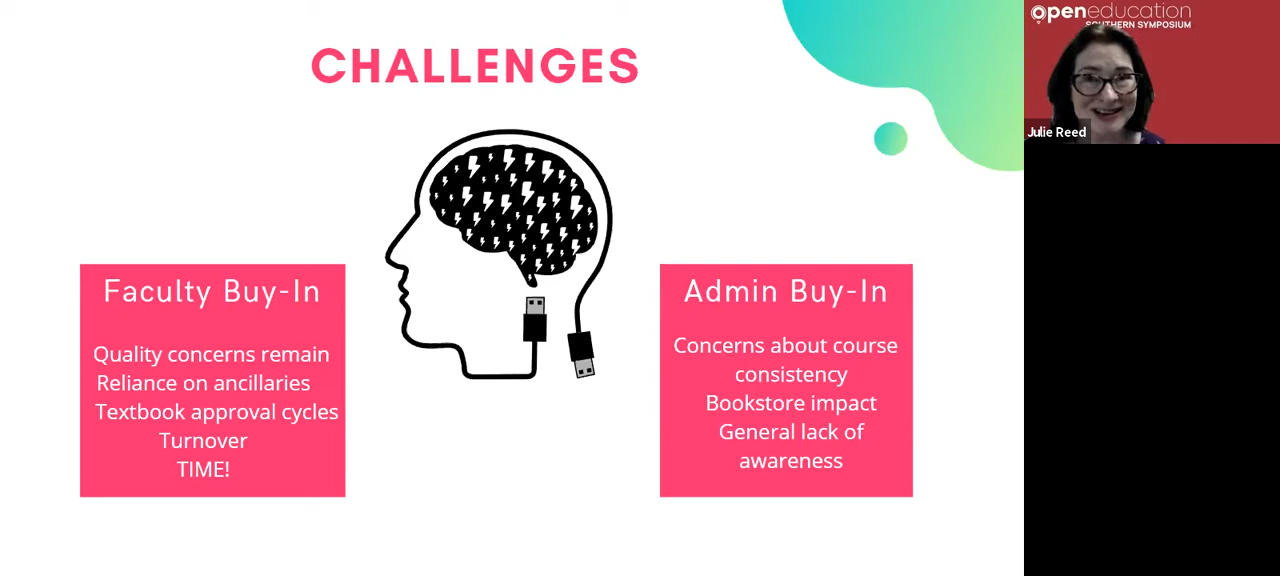 CHALLENGES
Faculty Buy-In
Quality concerns remain
Reliance on ancillaries
Textbook approval cycles
Turnover
TIME!
Admin Buy-In
Concerns about course
consistency
Bookstore impact
General lack of
awareness
openeducation
SOUTHERN SYMPOSIUM
Julie Reed